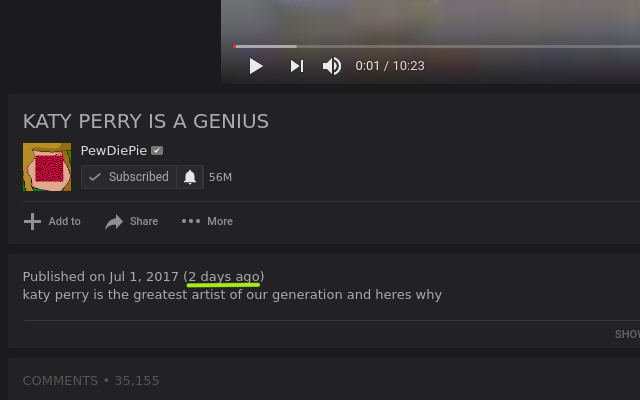 0:01 / 10:23
KATY PERRY IS A GENIUS
PewDiePie
Subscribed 56M
Add to Share More
Published on Jul 1, 2017 (2 days ago)
katy perry is the greatest artist of our generation and heres why
SHOW
COMMENTS • 35,155